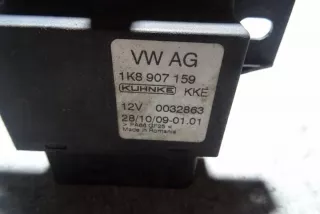 VW AG
1K8 907 159
KUHNKE KKE
12V 0032863
28/10/09-01.01
Made in Romania